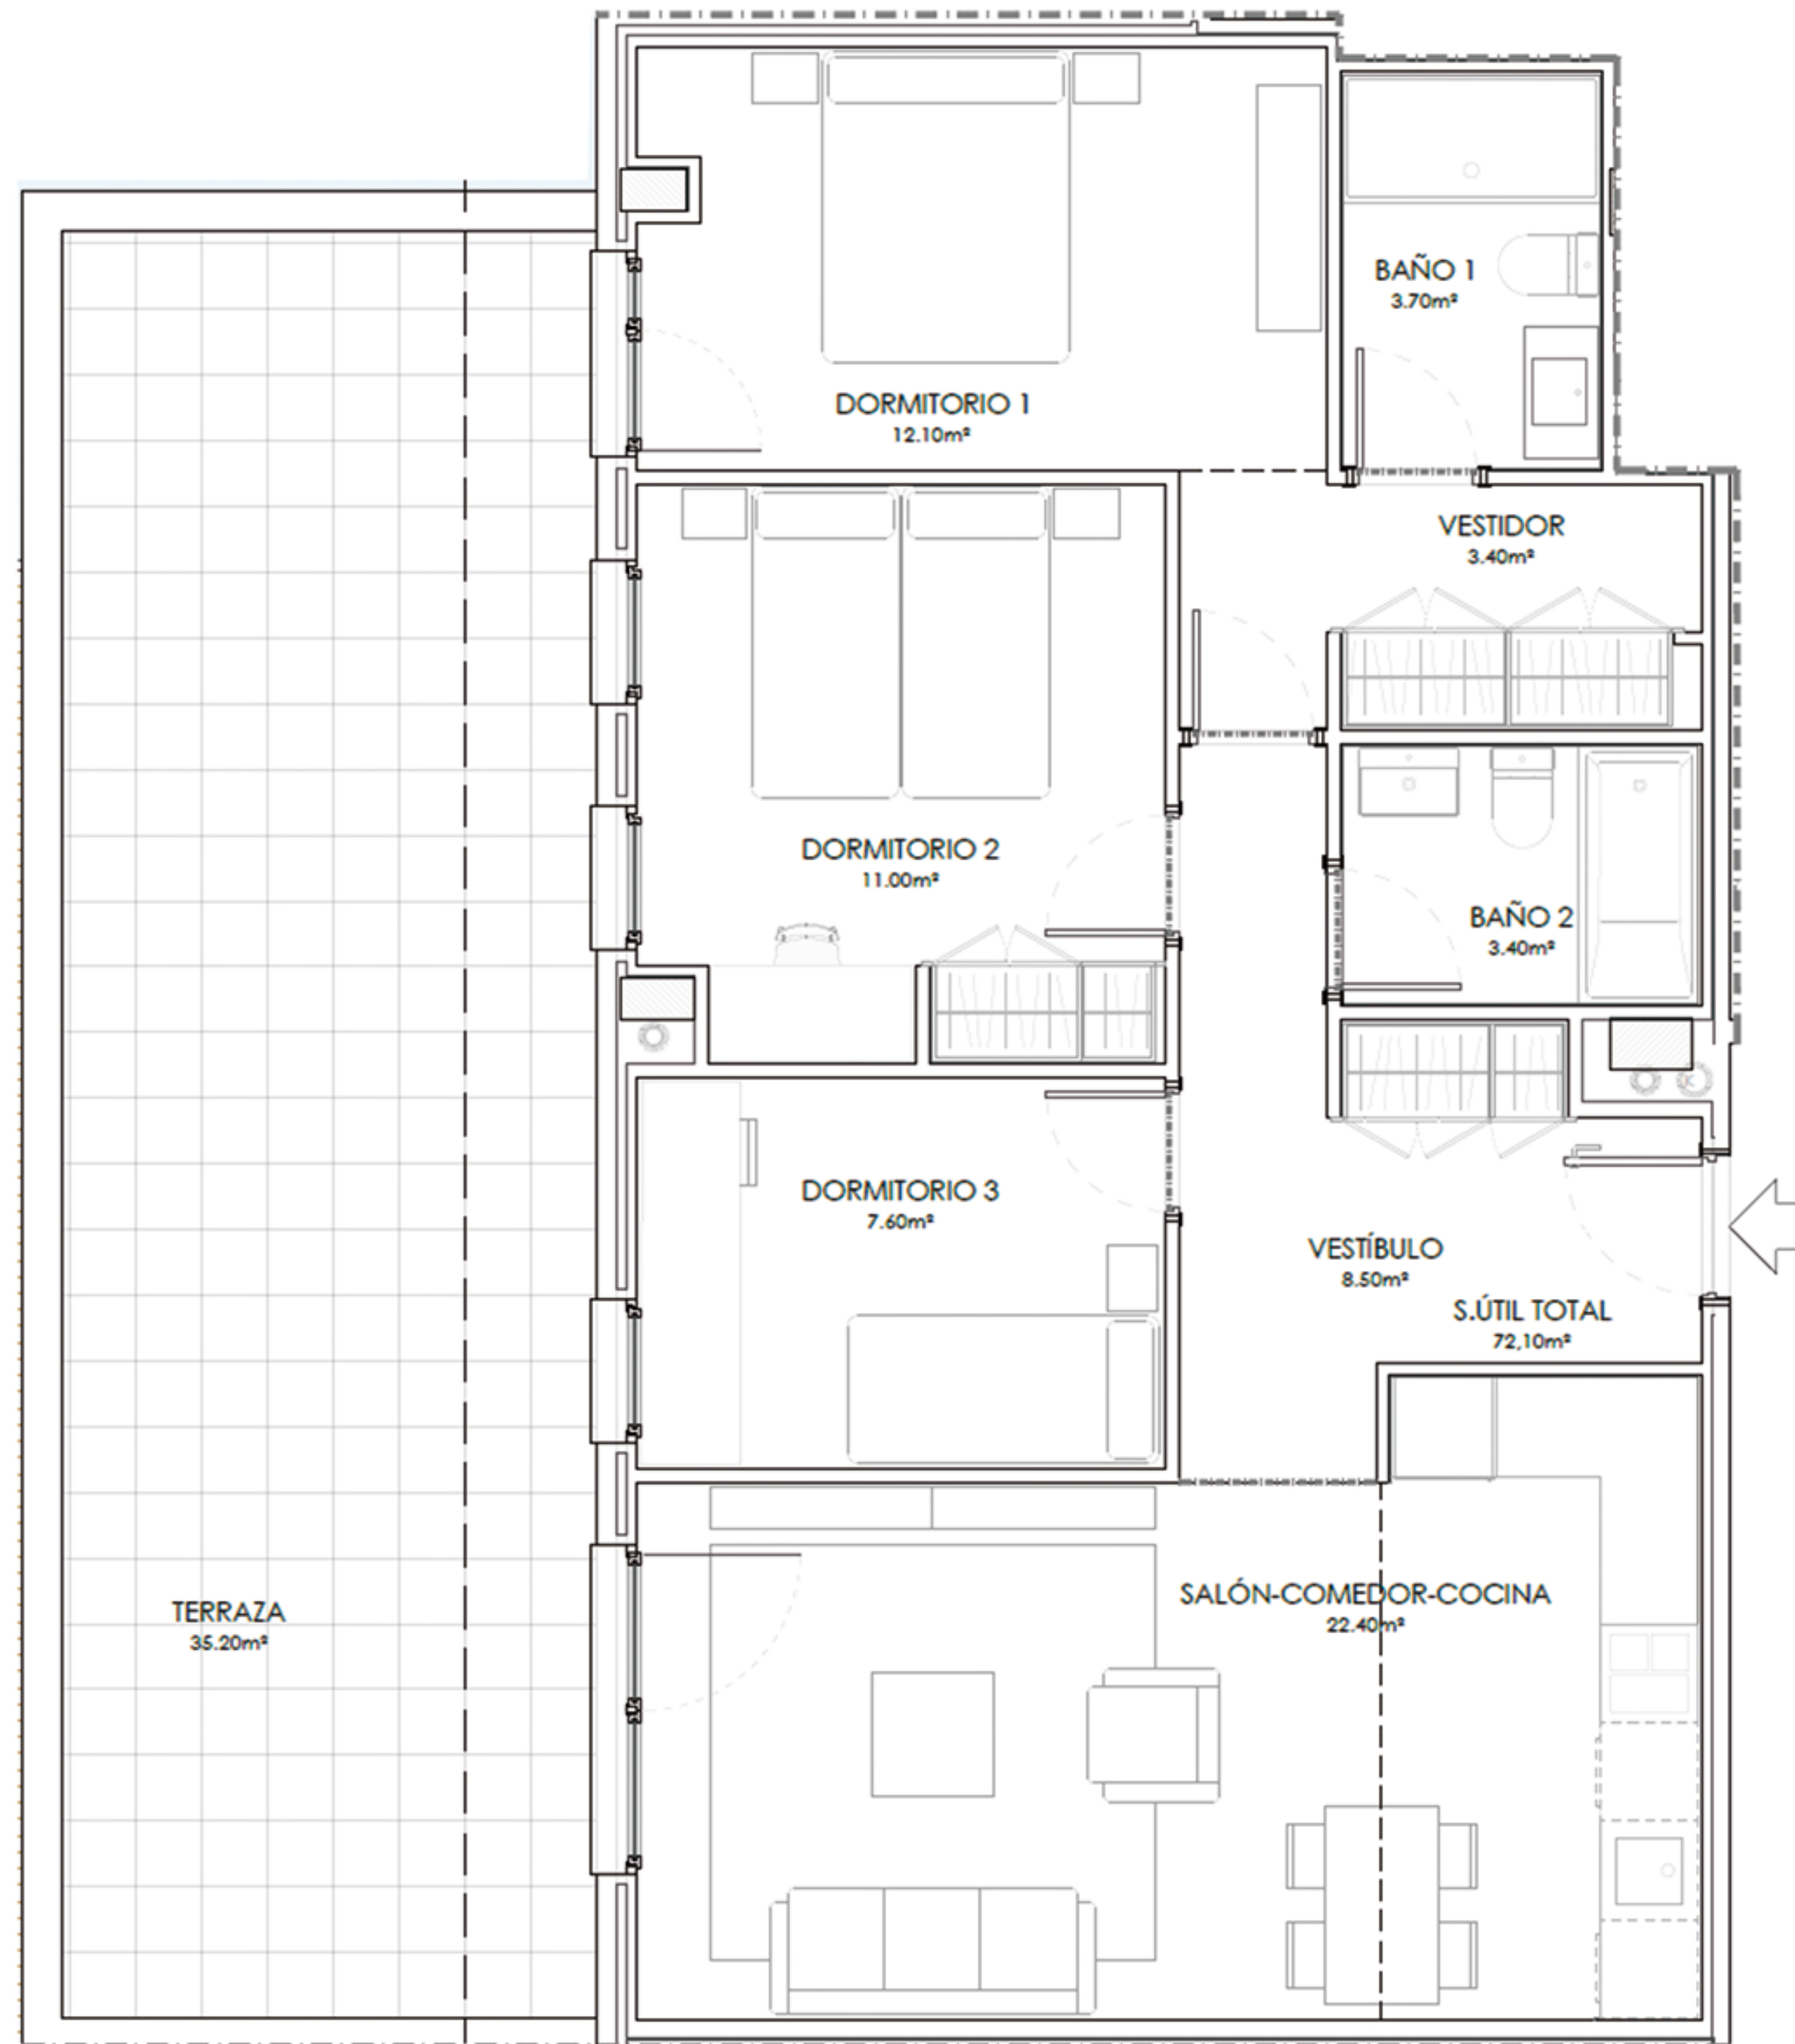 BAÑO 1
3.70m²
DORMITORIO 1
12.10m²
VESTIDOR
3.40m²
DORMITORIO 2
11.00m²
BAÑO 2
3.40m²
DORMITORIO 3
7.60m²
VESTÍBULO
8.50m²
S.ÚTIL TOTAL
72,10m²
SALÓN-COMEDOR-COCINA
22.40m²
TERRAZA
35.20m²